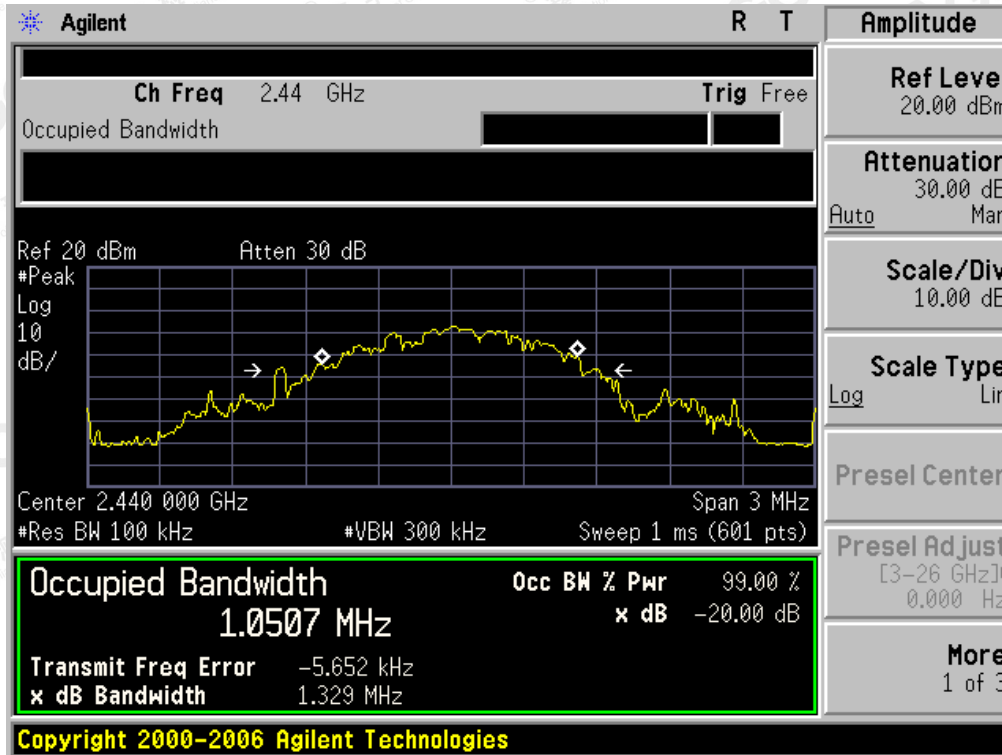 Agilent R T
Ch Freq 2.44 GHz Trig Free
Occupied Bandwidth
Ref 20 dBm Atten 30 dB
#Peak
Log
10
dB/
Center 2.440 000 GHz Span 3 MHz
#Res BW 100 kHz #VBW 300 kHz Sweep 1 ms (601 pts)
Occupied Bandwidth Occ BW % Pwr 99.00 %
1.0507 MHz x dB -20.00 dB
Transmit Freq Error -5.652 kHz
x dB Bandwidth 1.329 MHz
Copyright 2000-2006 Agilent Technologies
Amplitude
Ref Level
20.00 dBm
Attenuation
30.00 dB
Auto Man
Scale/Div
10.00 dB
Scale Type
Log Lin
Presel Center
Presel Adjust
[3-26 GHz]
0.000 Hz
More
1 of 3